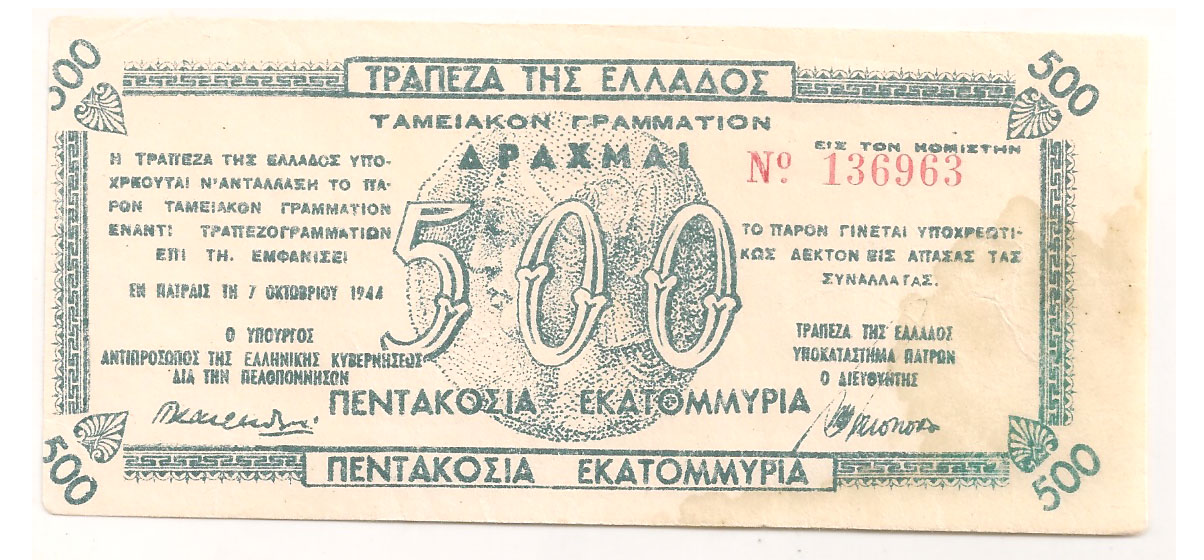 500
500
ΤΡΑΠΕΖΑ ΤΗΣ ΕΛΛΑΔΟΣ
ΤΑΜΕΙΑΚΟΝ ΓΡΑΜΜΑΤΙΟΝ
ΔΡΑΧΜΑΙ
ΕΙΣ ΤΟΝ ΚΟΜΙΣΤΗΝ
Nº 136963
Η ΤΡΑΠΕΖΑ ΤΗΣ ΕΛΛΑΔΟΣ ΥΠΟ-
ΧΡΕΟΥΤΑΙ Ν'ΑΝΤΑΛΛΑΣΗ ΤΟ ΠΑ-
ΡΟΝ ΤΑΜΕΙΑΚΟΝ ΓΡΑΜΜΑΤΙΟΝ
ΕΝΑΝΤΙ ΤΡΑΠΕΖΟΓΡΑΜΜΑΤΙΩΝ
ΕΠΙ ΤΗ. ΕΜΦΑΝΙΣΕΙ
ΕΝ ΠΑΤΡΑΙΣ ΤΗ 7 ΟΚΤΩΒΡΙΟΥ 1944
500
ΤΟ ΠΑΡΟΝ ΓΙΝΕΤΑΙ ΥΠΟΧΡΕΩΤΙ-
ΚΩΣ ΔΕΚΤΟΝ ΕΙΣ ΑΠΑΣΑΣ ΤΑΣ
ΣΥΝΑΛΛΑΓΑΣ.
Ο ΥΠΟΥΡΓΟΣ
ΑΝΤΙΠΡΟΣΩΠΟΣ ΤΗΣ ΕΛΛΗΝΙΚΗΣ ΚΥΒΕΡΝΗΣΕΩΣ
ΔΙΑ ΤΗΝ ΠΕΛΟΠΟΝΝΗΣΟΝ
ΤΡΑΠΕΖΑ ΤΗΣ ΕΛΛΑΔΟΣ
ΥΠΟΚΑΤΑΣΤΗΜΑ ΠΑΤΡΩΝ
Ο ΔΙΕΥΘΥΝΤΗΣ
ΠΕΝΤΑΚΟΣΙΑ ΕΚΑΤΟΜΜΥΡΙΑ
ΠΕΝΤΑΚΟΣΙΑ ΕΚΑΤΟΜΜΥΡΙΑ
500
500